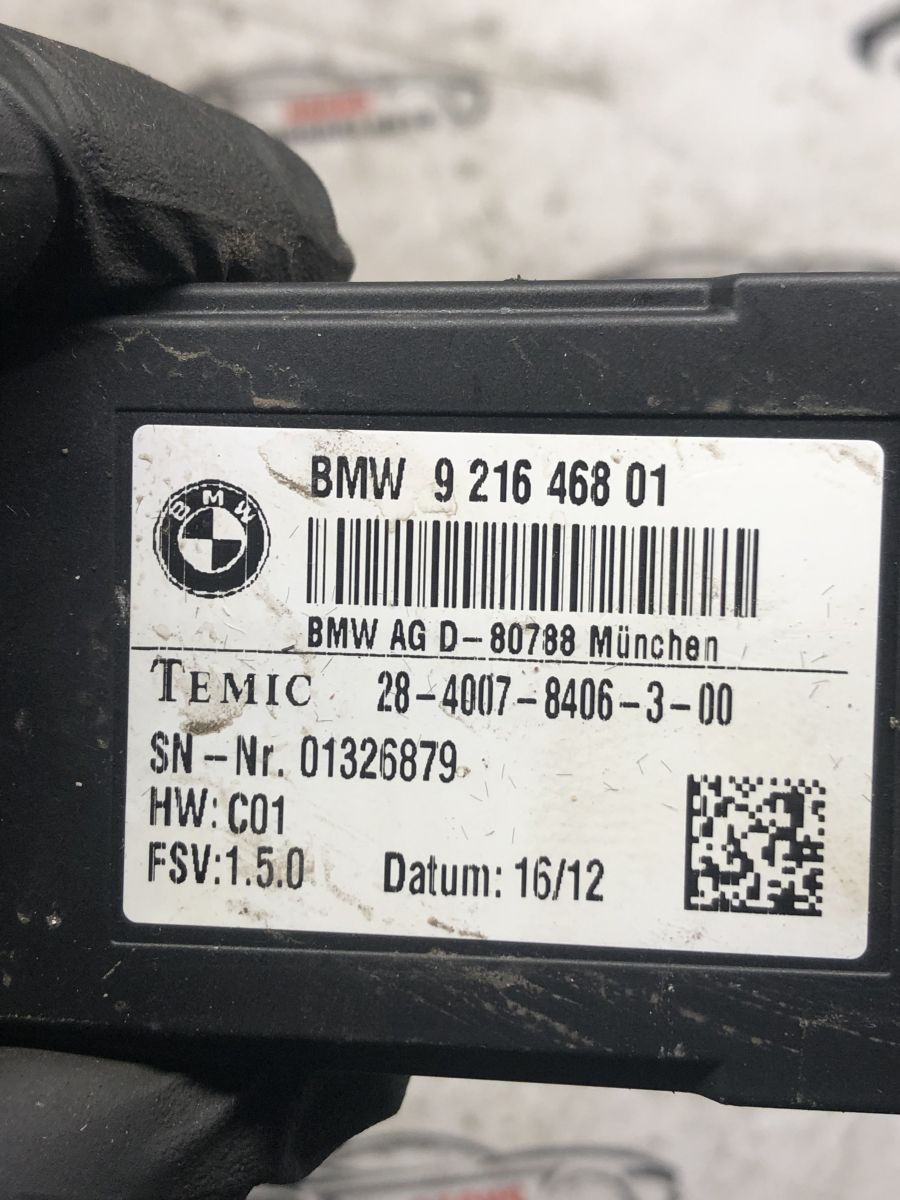 BMW 9 216 468 01
BMW
BMW AG D-80788 München
TEMIC 28-4007-8406-3-00
SN-Nr. 01326879
HW: C01
FSV:1.5.0 Datum: 16/12